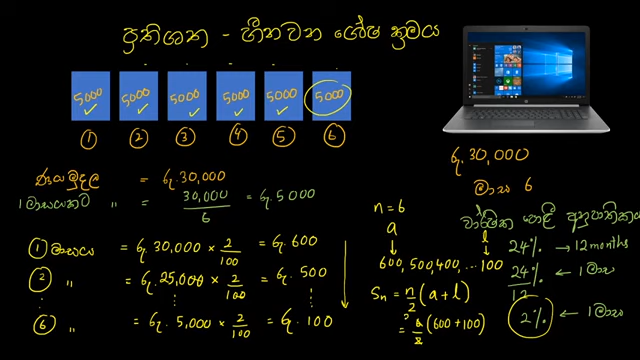 ප්‍රතිශත - හීනවන ශේෂ ක්‍රමය
5000 5000 5000 5000 5000 5000
1 2 3 4 5 6
රු. 30,000
මාස 6
ණය මුදල = රු. 30,000
1 මාසයකට " = 30,000/6 = රු. 5000
1 මාසය = රු. 30,000 × 2/100 = රු. 600
2 " = රු. 25,000 × 2/100 = රු. 500
6 " = රු. 5,000 × 2/100 = රු. 100
n = 6
a l
600, 500, 400, ... 100
Sn = n/2 (a + l)
= 6/2 (600 + 100)
වාර්ෂික පොලී අනුපාතිකය
24% → 12 months
24%/12 ← 1 මාස
2% ← 1 මාස